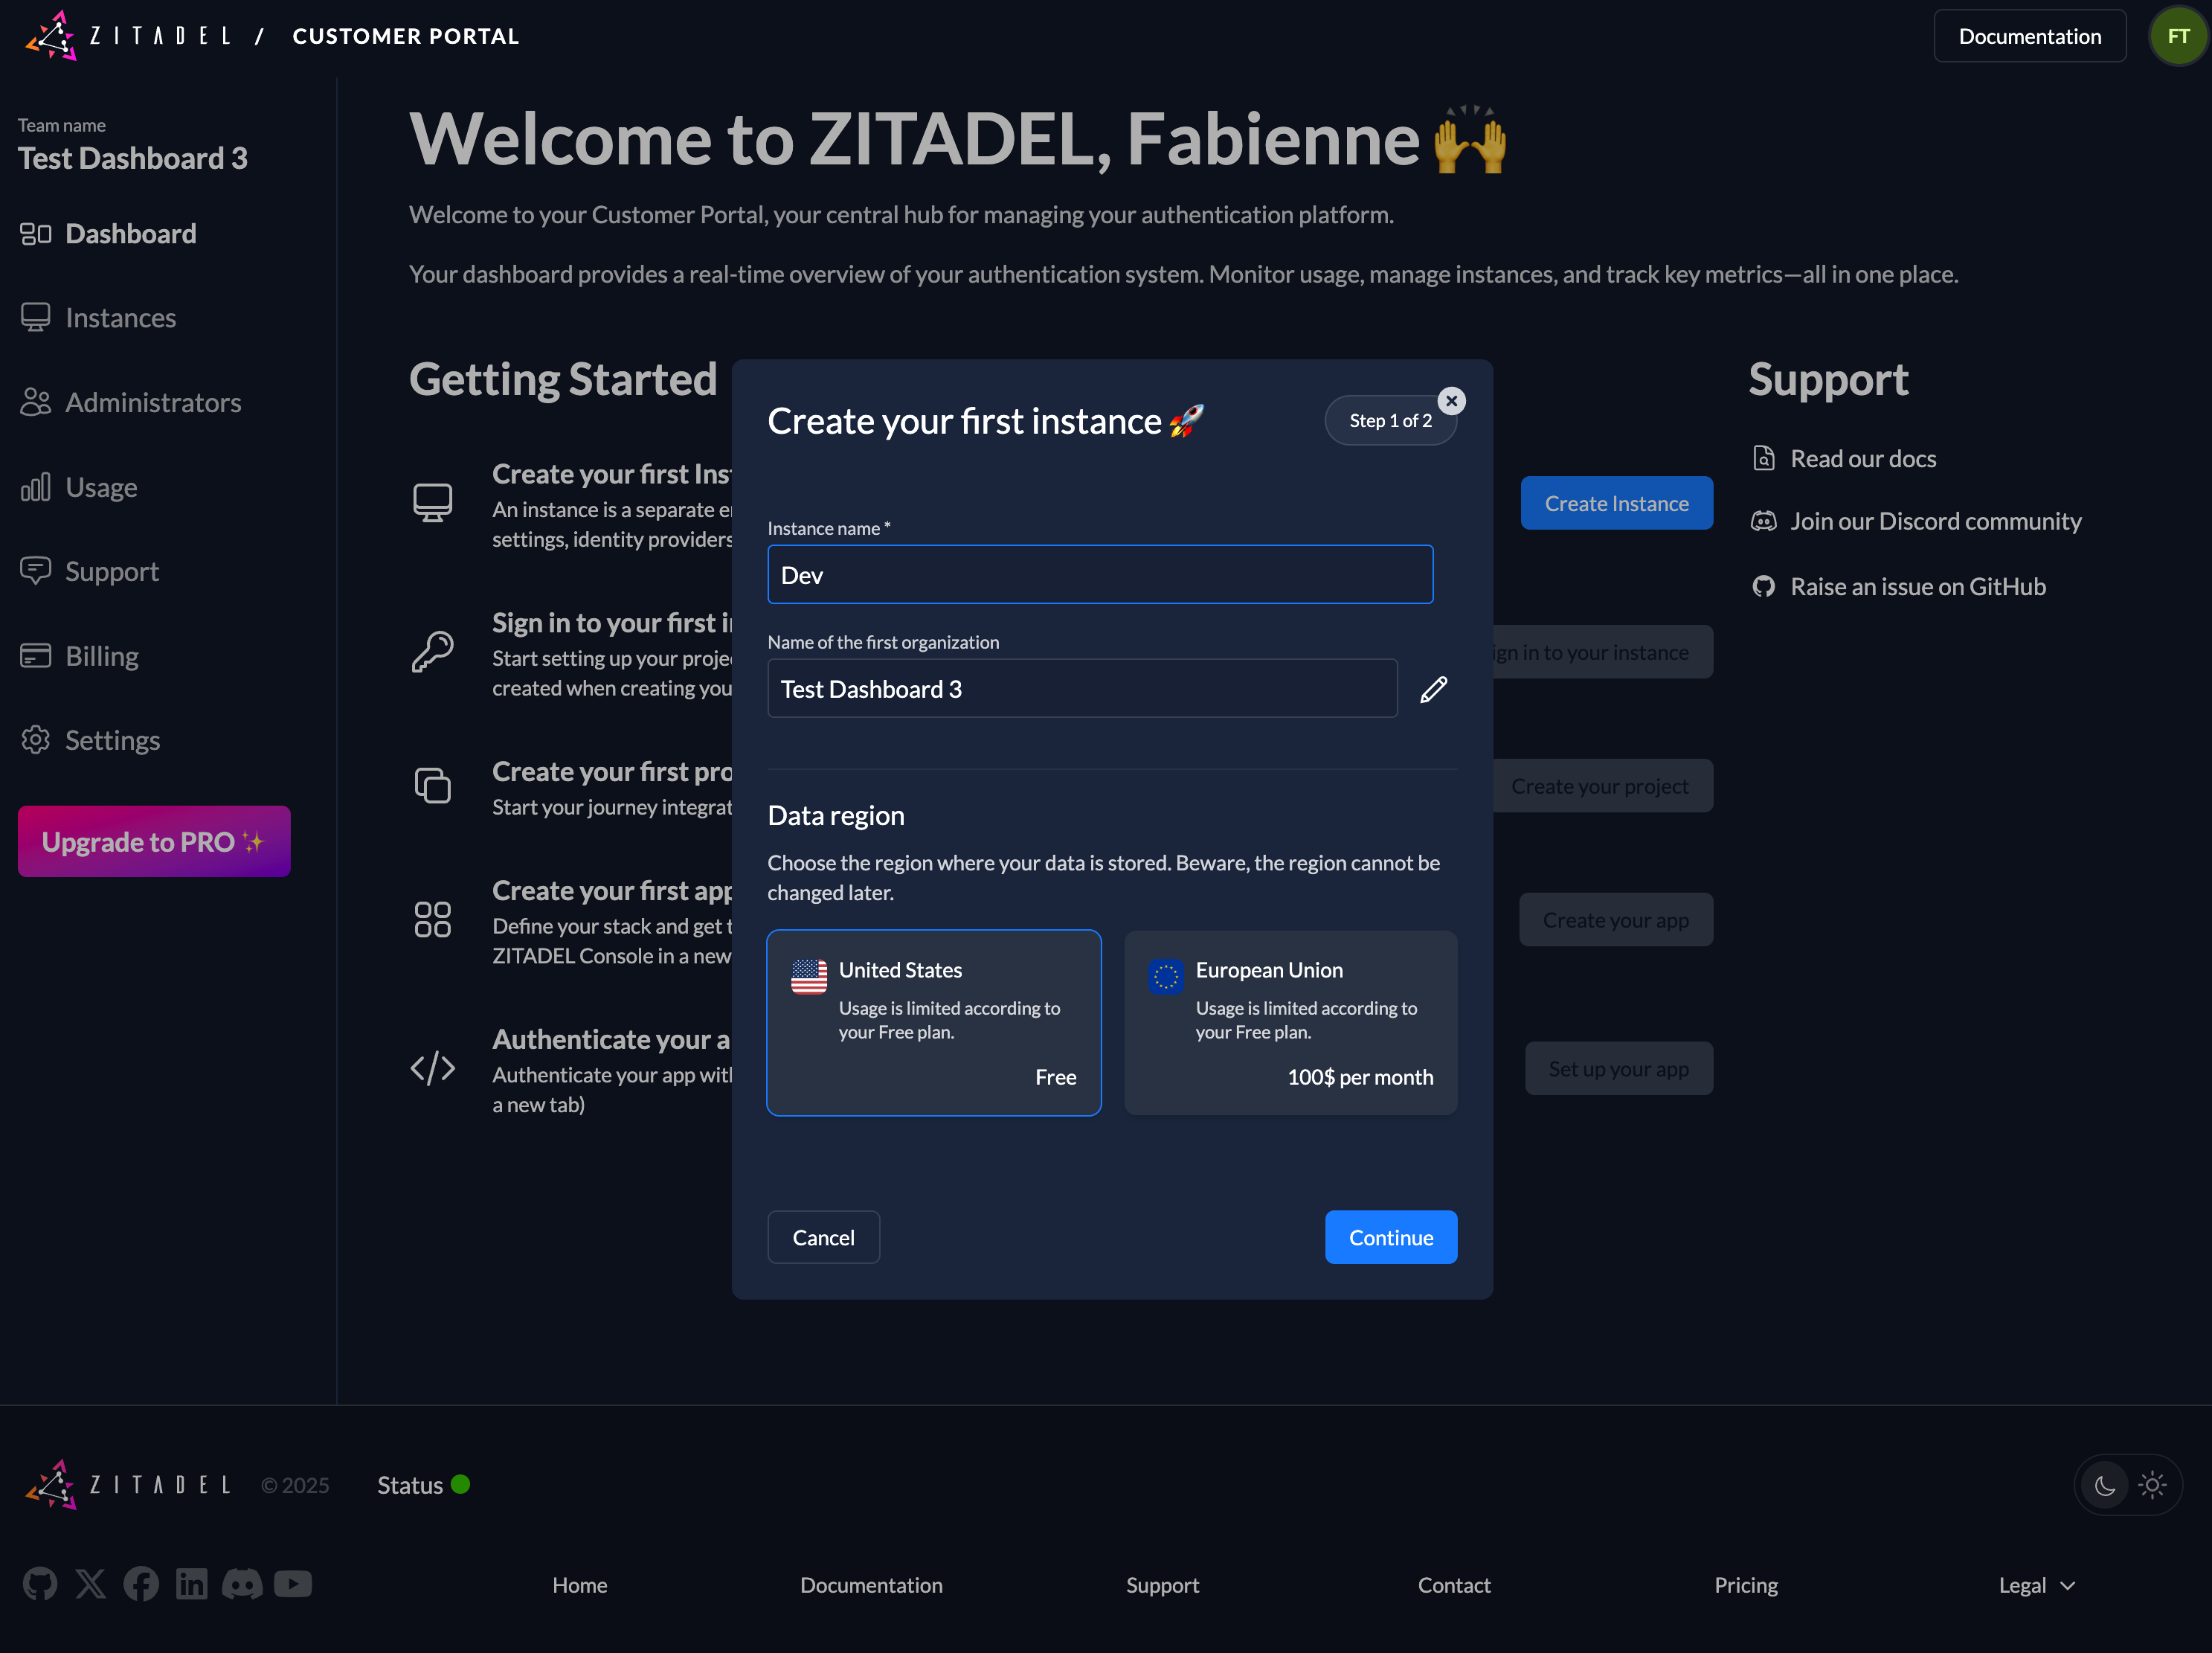 ZITADEL / CUSTOMER PORTAL
Documentation
FT
Team name
Test Dashboard 3
Dashboard
Instances
Administrators
Usage
Support
Billing
Settings
Upgrade to PRO ✨
Welcome to ZITADEL, Fabienne 🙌
Welcome to your Customer Portal, your central hub for managing your authentication platform.
Your dashboard provides a real-time overview of your authentication system. Monitor usage, manage instances, and track key metrics—all in one place.
Getting Started
Create your first Ins
An instance is a separate e
settings, identity providers
Create Instance
Sign in to your first i
Start setting up your proje
created when creating you
ign in to your instance
Create your first pro
Start your journey integrat
Create your project
Create your first app
Define your stack and get t
ZITADEL Console in a new
Create your app
Authenticate your a
Authenticate your app wit
a new tab)
Set up your app
Create your first instance 🚀
Step 1 of 2
Instance name *
Dev
Name of the first organization
Test Dashboard 3
Data region
Choose the region where your data is stored. Beware, the region cannot be
changed later.
United States
Usage is limited according to
your Free plan.
Free
European Union
Usage is limited according to
your Free plan.
100$ per month
Cancel
Continue
Support
Read our docs
Join our Discord community
Raise an issue on GitHub
ZITADEL © 2025 Status
Home
Documentation
Support
Contact
Pricing
Legal